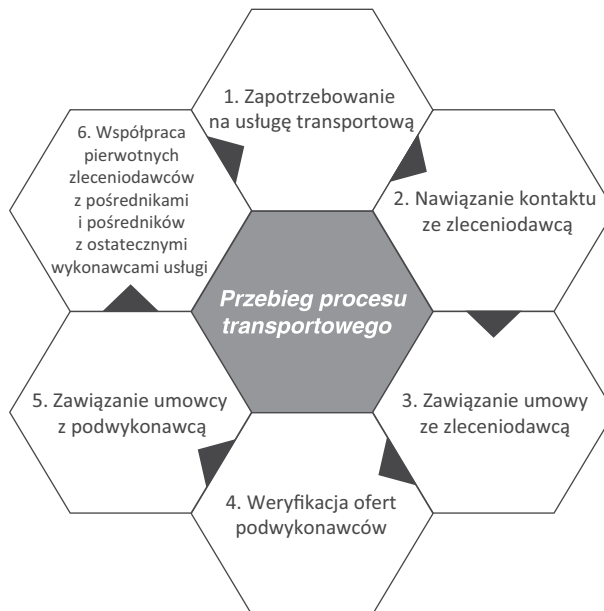 1. Zapotrzebowanie
na usługę transportową
2. Nawiązanie kontaktu
ze zleceniodawcą
3. Zawiązanie umowy
ze zleceniodawcą
4. Weryfikacja ofert
podwykonawców
5. Zawiązanie umowcy
z podwykonawcą
6. Współpraca
pierwotnych
zleceniodawców
z pośrednikami
i pośredników
z ostatecznymi
wykonawcami usługi
Przebieg procesu
transportowego